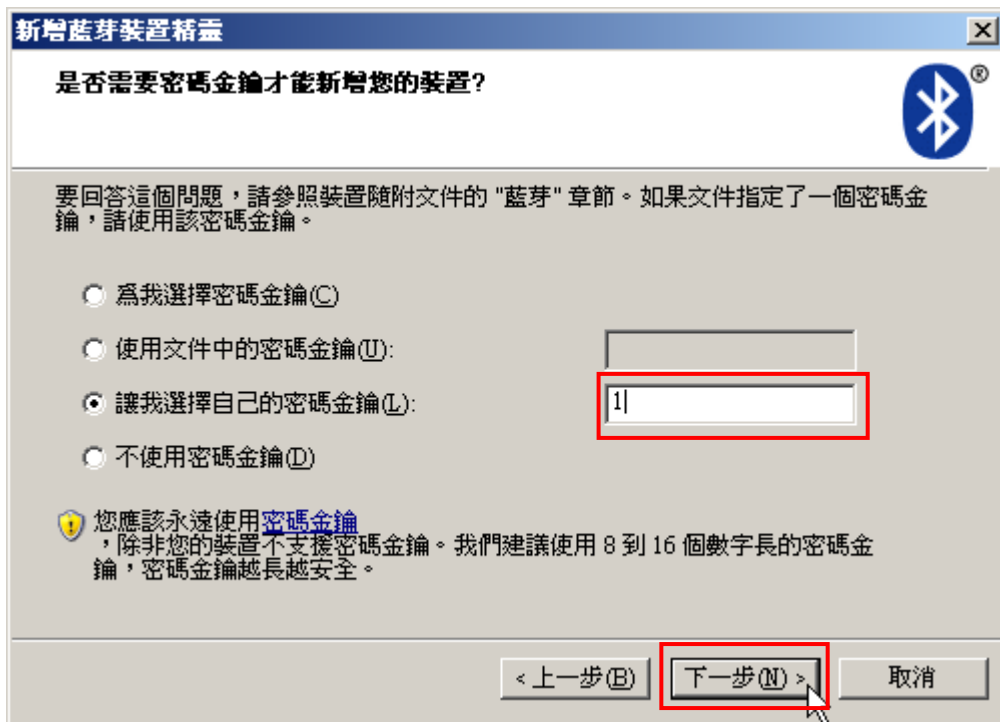 新增藍芽裝置精靈
是否需要密碼金鑰才能新增您的裝置?
®
要回答這個問題，請參照裝置隨附文件的 "藍芽" 章節。如果文件指定了一個密碼金
鑰，請使用該密碼金鑰。
為我選擇密碼金鑰(C)
使用文件中的密碼金鑰(U):
讓我選擇自己的密碼金鑰(L): 1
不使用密碼金鑰(D)
您應該永遠使用密碼金鑰
，除非您的裝置不支援密碼金鑰。我們建議使用 8 到 16 個數字長的密碼金
鑰，密碼金鑰越長越安全。
< 上一步(B) 下一步(N) > 取消